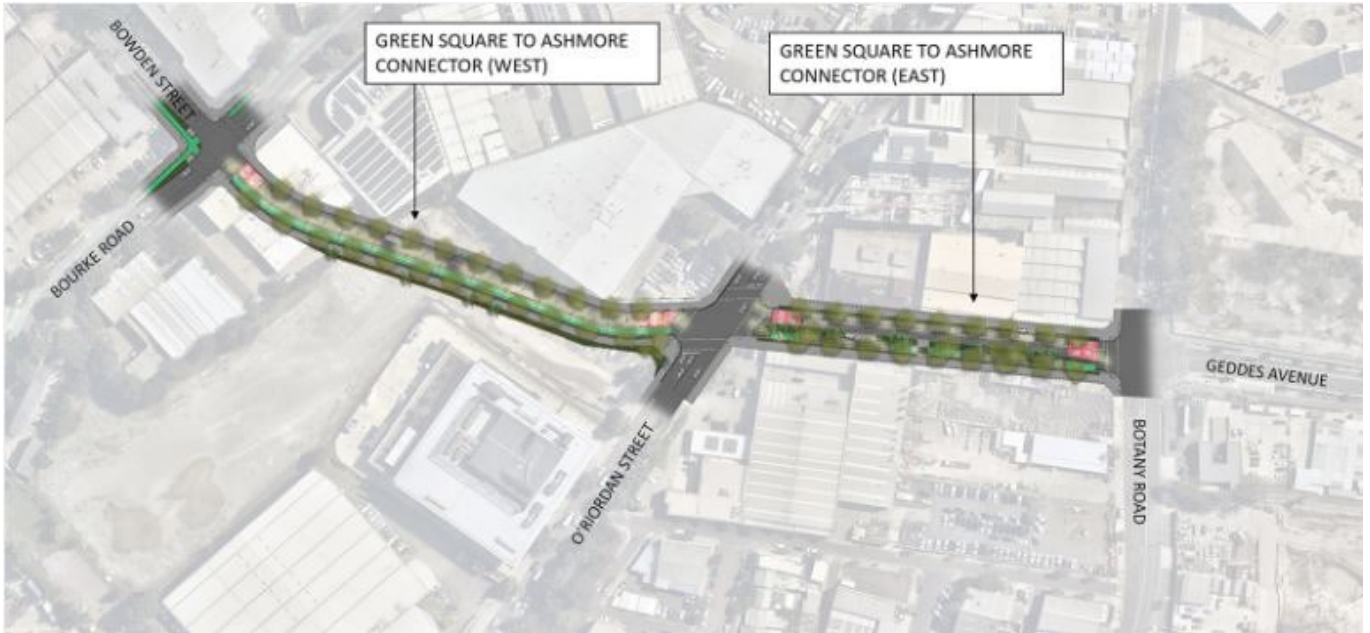 BOWDEN STREET
GREEN SQUARE TO ASHMORE
CONNECTOR (WEST)
GREEN SQUARE TO ASHMORE
CONNECTOR (EAST)
BOURKE ROAD
O'RIORDAN STREET
GEDDES AVENUE
BOTANY ROAD